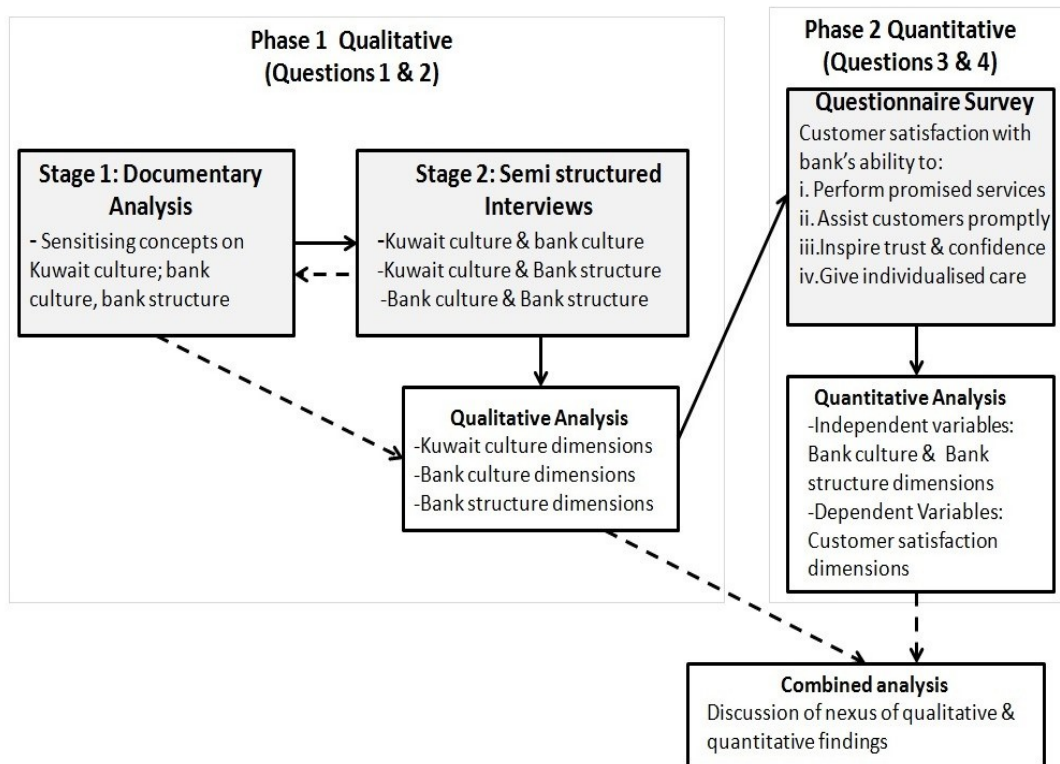 Phase 1 Qualitative
(Questions 1 & 2)
Stage 1: Documentary
Analysis
- Sensitising concepts on
Kuwait culture; bank
culture, bank structure
Stage 2: Semi structured
Interviews
-Kuwait culture & bank culture
-Kuwait culture & Bank structure
-Bank culture & Bank structure
Qualitative Analysis
-Kuwait culture dimensions
-Bank culture dimensions
-Bank structure dimensions
Phase 2 Quantitative
(Questions 3 & 4)
Questionnaire Survey
Customer satisfaction with
bank's ability to:
i. Perform promised services
ii. Assist customers promptly
iii.Inspire trust & confidence
iv.Give individualised care
Quantitative Analysis
-Independent variables:
Bank culture & Bank
structure dimensions
-Dependent Variables:
Customer satisfaction
dimensions
Combined analysis
Discussion of nexus of qualitative &
quantitative findings